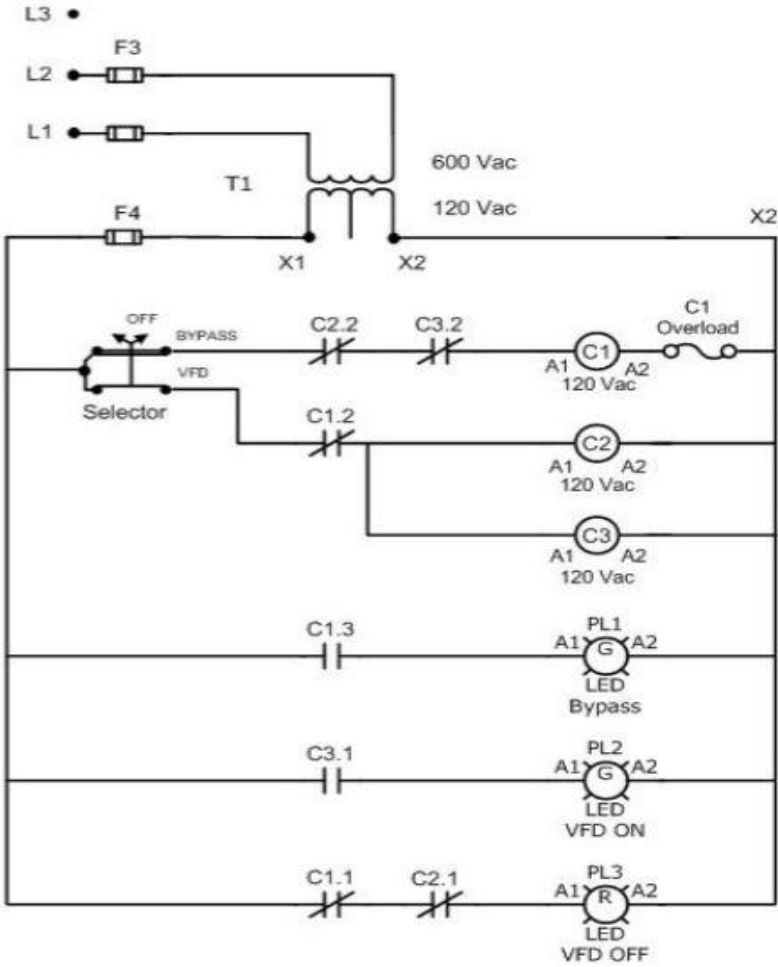 L3
F3
L2
L1
600 Vac
T1
120 Vac
X2
F4
X1 X2
C1
Overload
OFF
BYPASS
C2.2 C3.2
C1
A1 A2
120 Vac
VFD
Selector
C1.2
C2
A1 A2
120 Vac
C3
A1 A2
120 Vac
C1.3
PL1
A1 G A2
LED
Bypass
C3.1
PL2
A1 G A2
LED
VFD ON
C1.1 C2.1
PL3
A1 R A2
LED
VFD OFF